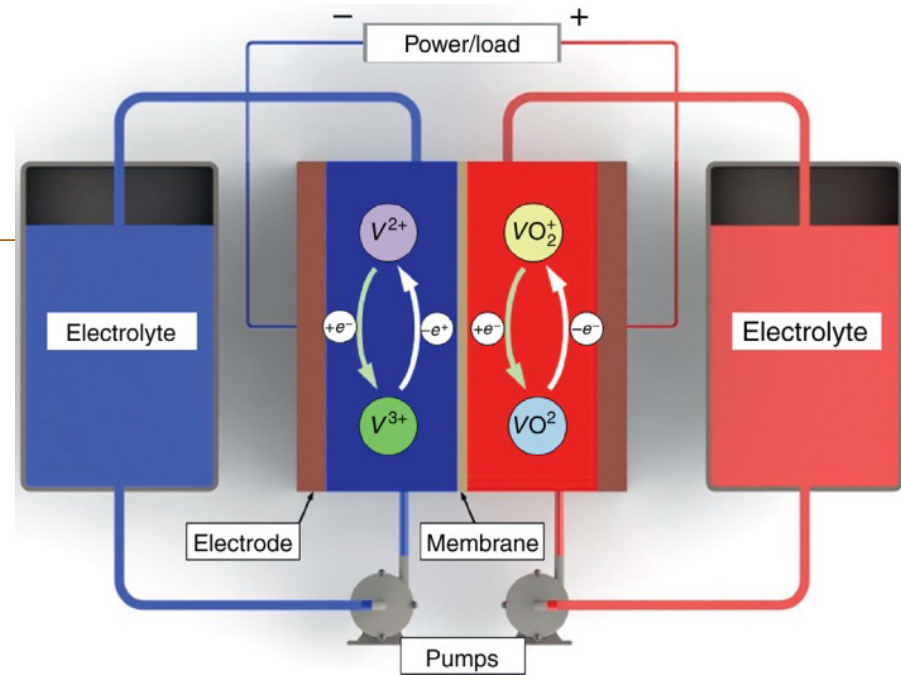 − +
Power/load
V²⁺ VO₂⁺
Electrolyte +e⁻ −e⁺ +e⁻ −e⁻ Electrolyte
V³⁺ VO²
Electrode Membrane
Pumps